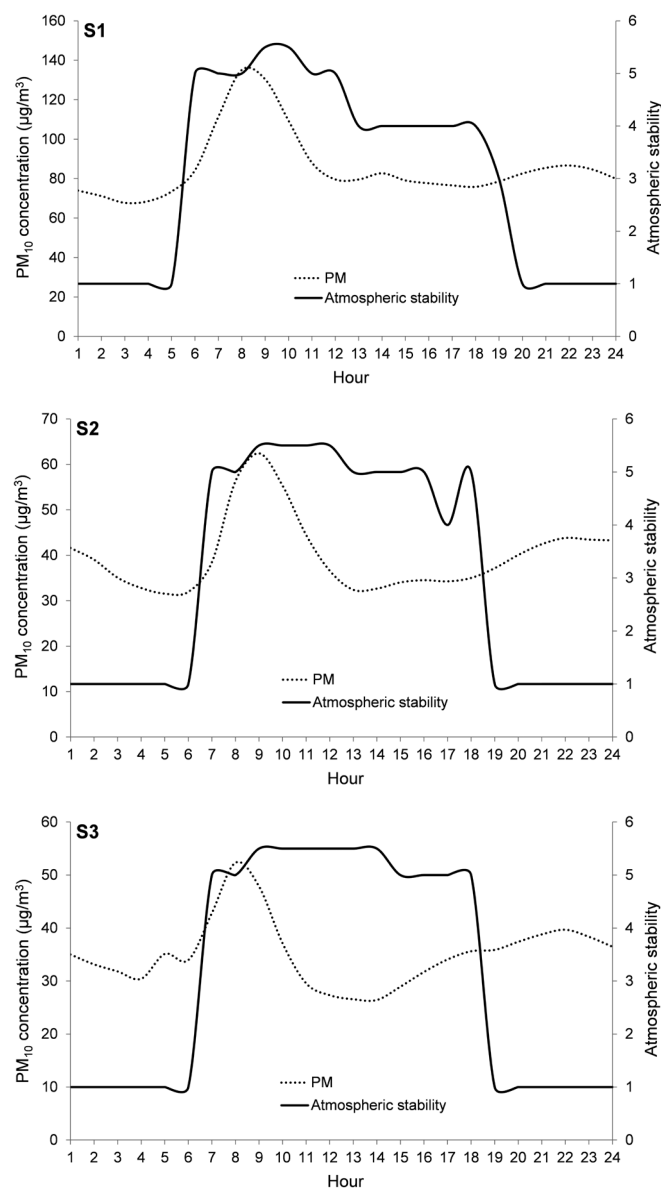 S1
160
140
120
100
80
60
40
20
0
PM₁₀ concentration (µg/m³)
6
5
4
3
2
1
0
Atmospheric stability
PM
Atmospheric stability
1 2 3 4 5 6 7 8 9 10 11 12 13 14 15 16 17 18 19 20 21 22 23 24
Hour
S2
70
60
50
40
30
20
10
0
PM₁₀ concentration (µg/m³)
6
5
4
3
2
1
0
Atmospheric stability
PM
Atmospheric stability
1 2 3 4 5 6 7 8 9 10 11 12 13 14 15 16 17 18 19 20 21 22 23 24
Hour
S3
60
50
40
30
20
10
0
PM₁₀ concentration (µg/m³)
6
5
4
3
2
1
0
Atmospheric stability
PM
Atmospheric stability
1 2 3 4 5 6 7 8 9 10 11 12 13 14 15 16 17 18 19 20 21 22 23 24
Hour